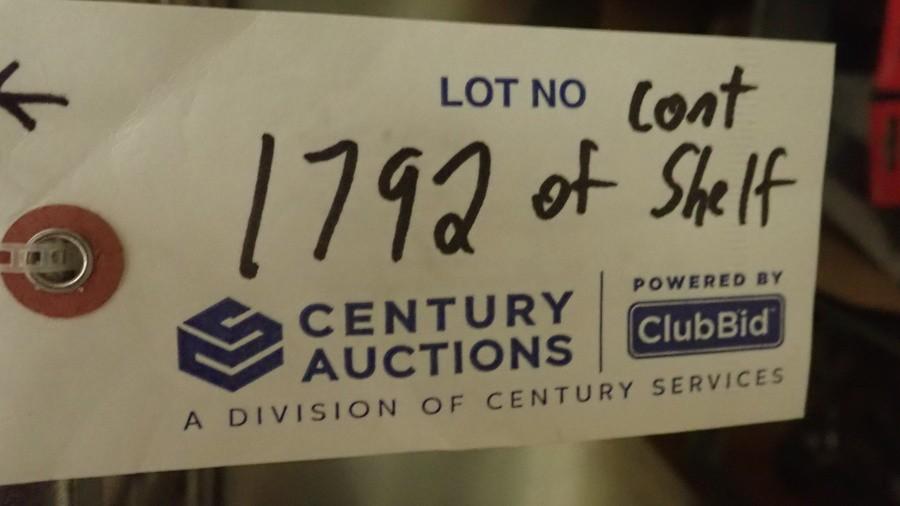 LOT NO cont
1792 of Shelf
CENTURY
AUCTIONS
POWERED BY
ClubBid
A DIVISION OF CENTURY SERVICES